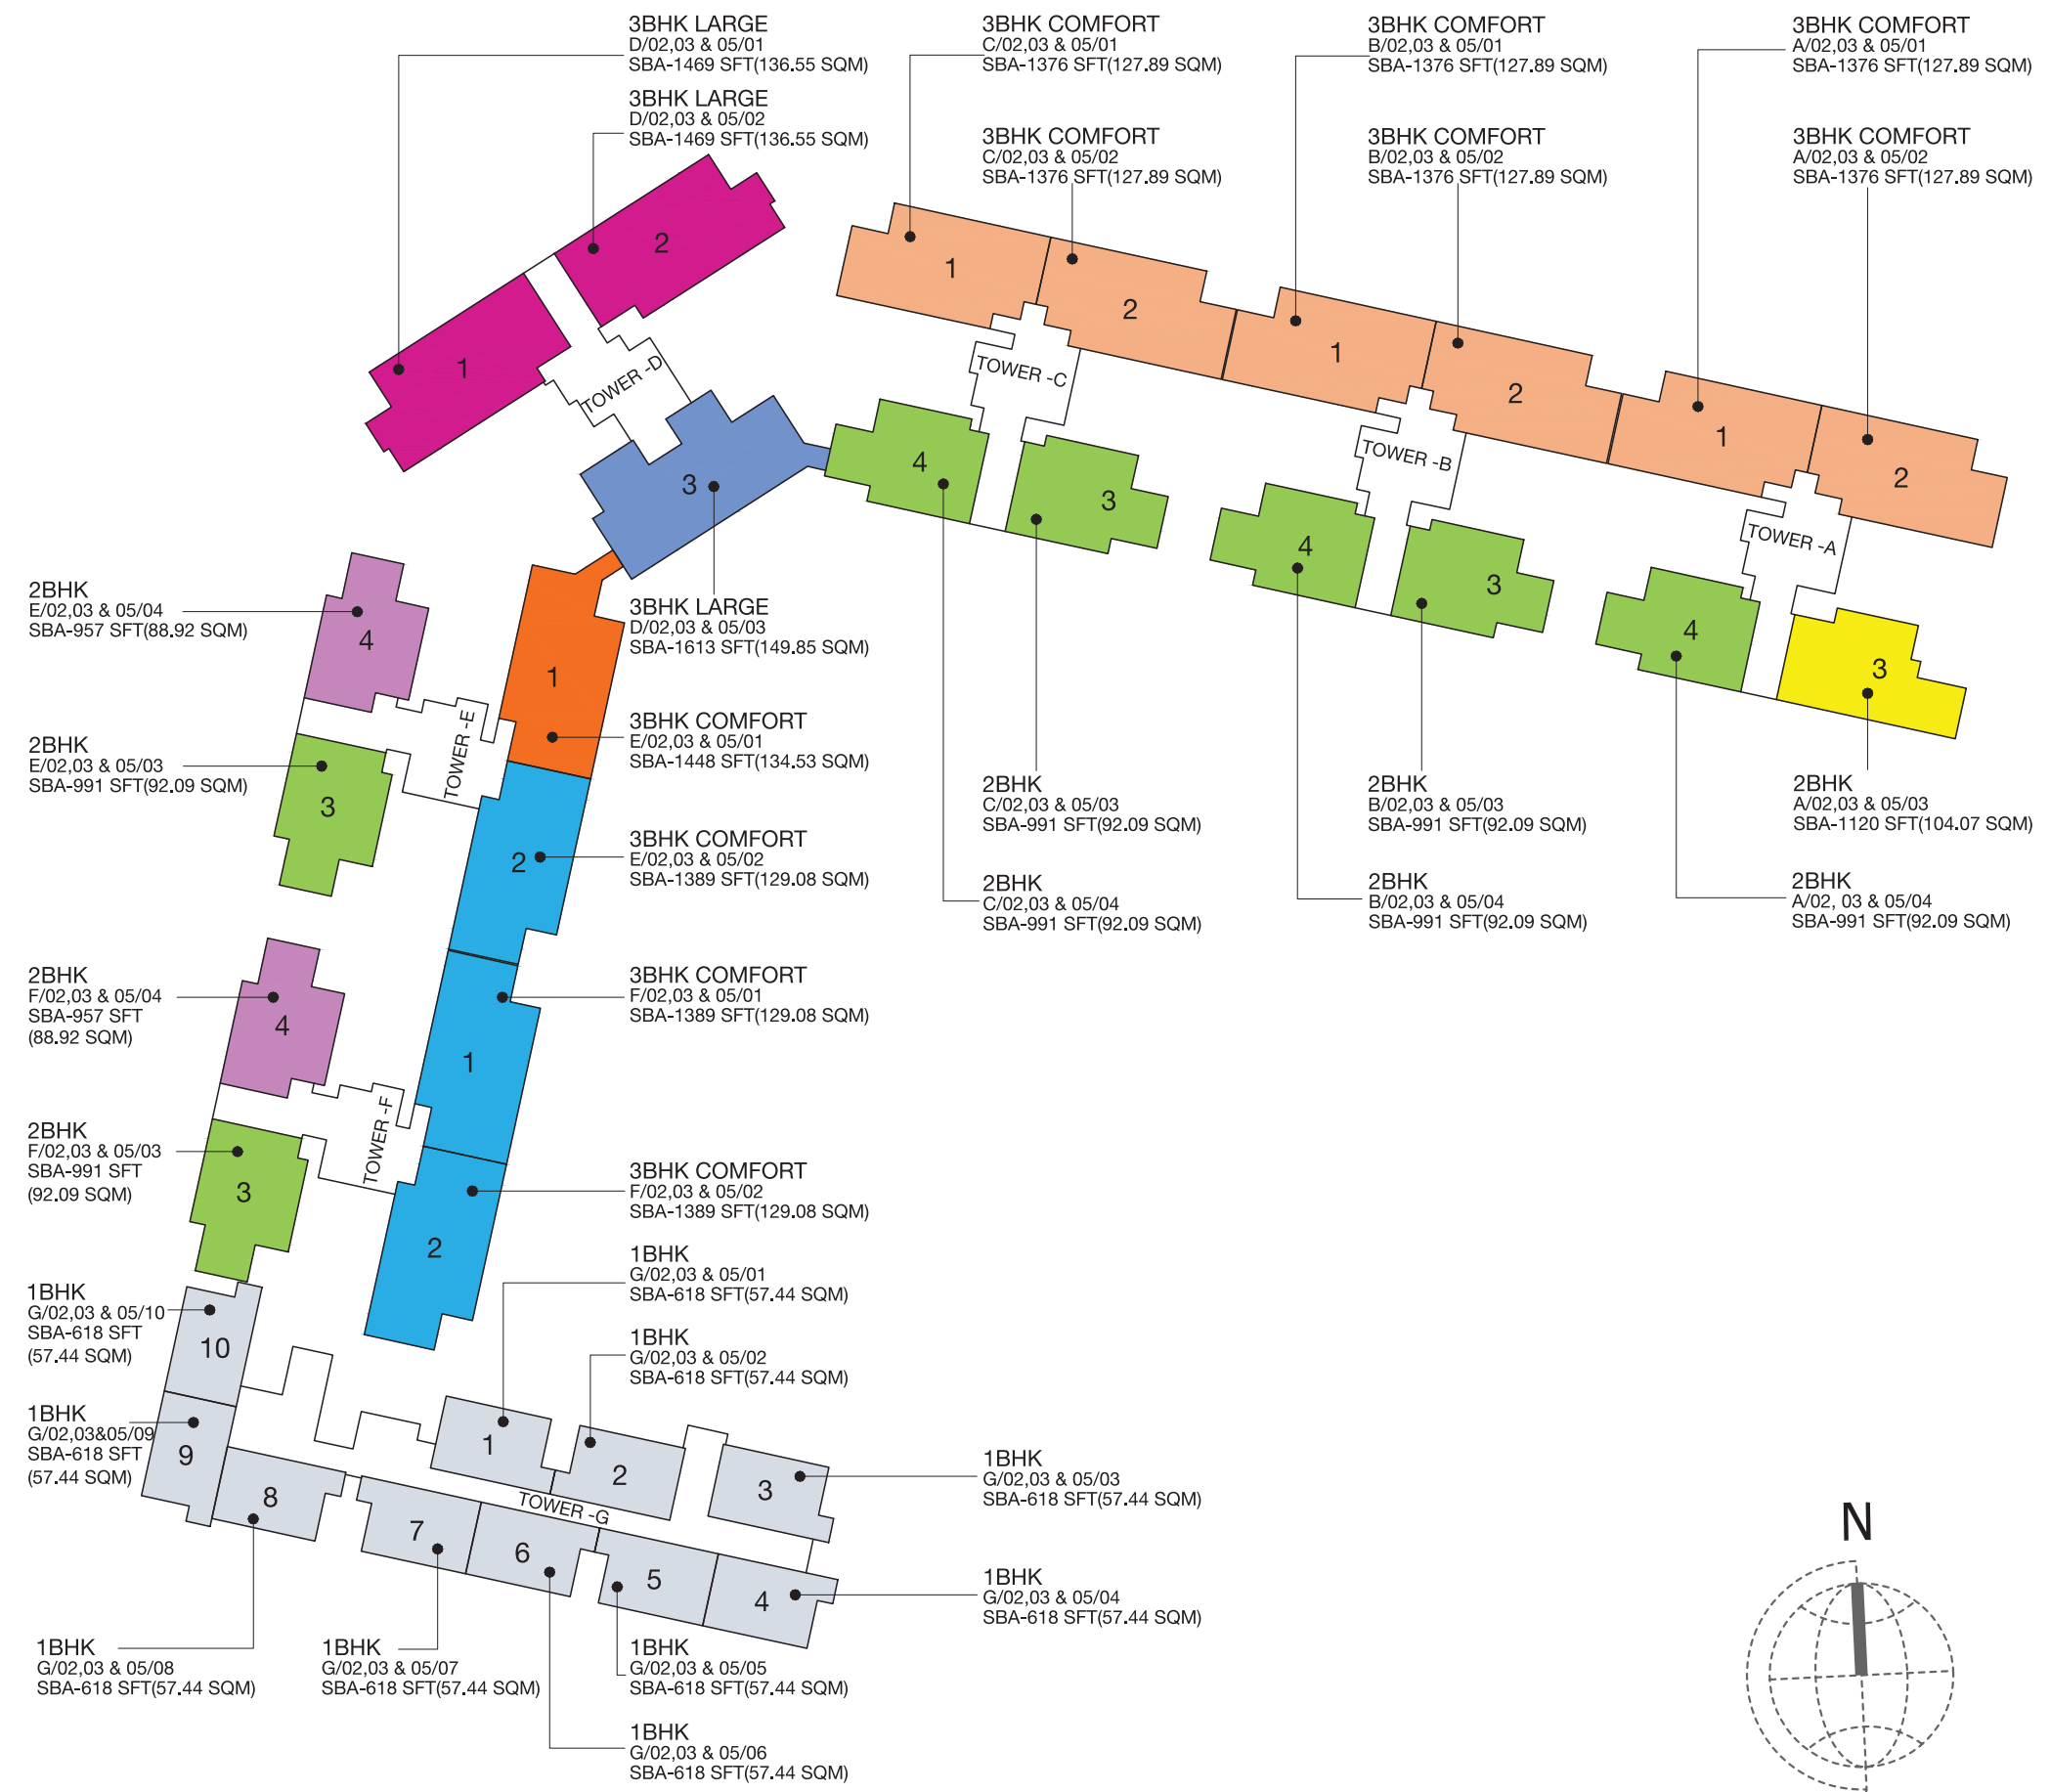 3BHK LARGE
D/02,03 & 05/01
SBA-1469 SFT(136.55 SQM)
3BHK LARGE
D/02,03 & 05/02
SBA-1469 SFT(136.55 SQM)
3BHK COMFORT
C/02,03 & 05/01
SBA-1376 SFT(127.89 SQM)
3BHK COMFORT
C/02,03 & 05/02
SBA-1376 SFT(127.89 SQM)
3BHK COMFORT
B/02,03 & 05/01
SBA-1376 SFT(127.89 SQM)
3BHK COMFORT
B/02,03 & 05/02
SBA-1376 SFT(127.89 SQM)
3BHK COMFORT
A/02,03 & 05/01
SBA-1376 SFT(127.89 SQM)
3BHK COMFORT
A/02,03 & 05/02
SBA-1376 SFT(127.89 SQM)
2
1
TOWER -D
3
1
2
TOWER -C
4
3
1
2
TOWER -B
4
3
1
2
TOWER -A
4
3
2BHK
E/02,03 & 05/04
SBA-957 SFT(88.92 SQM)
4
2BHK
E/02,03 & 05/03
SBA-991 SFT(92.09 SQM)
3
TOWER -E
1
2
3BHK LARGE
D/02,03 & 05/03
SBA-1613 SFT(149.85 SQM)
3BHK COMFORT
E/02,03 & 05/01
SBA-1448 SFT(134.53 SQM)
3BHK COMFORT
E/02,03 & 05/02
SBA-1389 SFT(129.08 SQM)
2BHK
C/02,03 & 05/03
SBA-991 SFT(92.09 SQM)
2BHK
C/02,03 & 05/04
SBA-991 SFT(92.09 SQM)
2BHK
B/02,03 & 05/03
SBA-991 SFT(92.09 SQM)
2BHK
B/02,03 & 05/04
SBA-991 SFT(92.09 SQM)
2BHK
A/02,03 & 05/03
SBA-1120 SFT(104.07 SQM)
2BHK
A/02, 03 & 05/04
SBA-991 SFT(92.09 SQM)
2BHK
F/02,03 & 05/04
SBA-957 SFT
(88.92 SQM)
4
2BHK
F/02,03 & 05/03
SBA-991 SFT
(92.09 SQM)
3
TOWER -F
1
2
3BHK COMFORT
F/02,03 & 05/01
SBA-1389 SFT(129.08 SQM)
3BHK COMFORT
F/02,03 & 05/02
SBA-1389 SFT(129.08 SQM)
1BHK
G/02,03 & 05/01
SBA-618 SFT(57.44 SQM)
1BHK
G/02,03 & 05/02
SBA-618 SFT(57.44 SQM)
1BHK
G/02,03 & 05/10
SBA-618 SFT
(57.44 SQM)
10
1BHK
G/02,03&05/09
SBA-618 SFT
(57.44 SQM)
9
8
7
6
5
4
1
2
3
TOWER -G
1BHK
G/02,03 & 05/03
SBA-618 SFT(57.44 SQM)
1BHK
G/02,03 & 05/04
SBA-618 SFT(57.44 SQM)
1BHK
G/02,03 & 05/08
SBA-618 SFT(57.44 SQM)
1BHK
G/02,03 & 05/07
SBA-618 SFT(57.44 SQM)
1BHK
G/02,03 & 05/05
SBA-618 SFT(57.44 SQM)
1BHK
G/02,03 & 05/06
SBA-618 SFT(57.44 SQM)
N